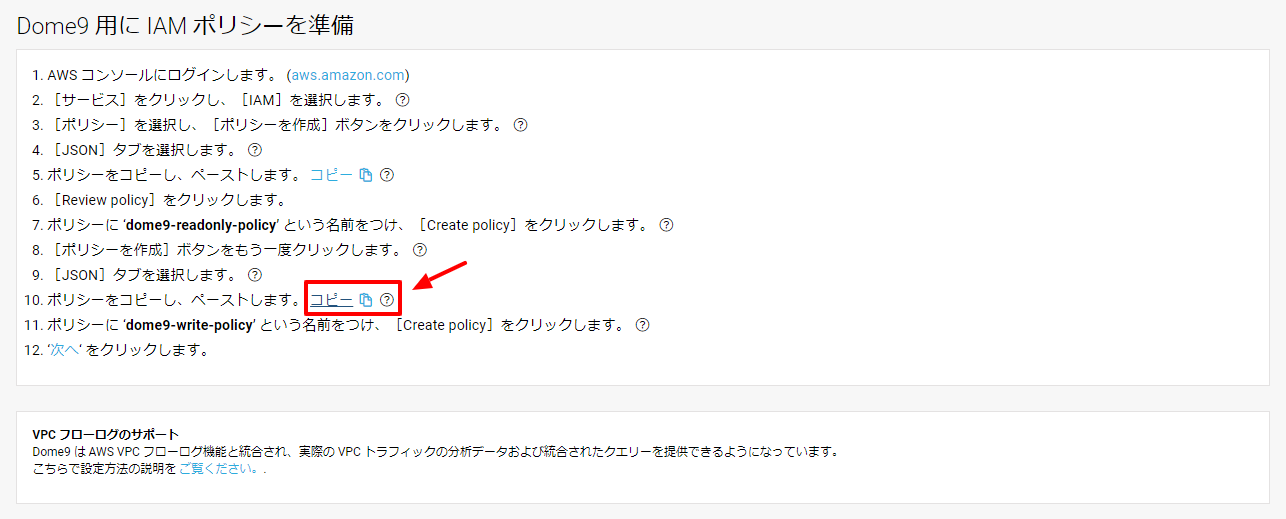 Dome9 用に IAM ポリシーを準備
1. AWS コンソールにログインします。 (aws.amazon.com)
2. ［サービス］をクリックし、［IAM］を選択します。 ?
3. ［ポリシー］を選択し、［ポリシーを作成］ボタンをクリックします。 ?
4. ［JSON］タブを選択します。 ?
5. ポリシーをコピーし、ペーストします。 コピー ?
6. ［Review policy］をクリックします。
7. ポリシーに ‘dome9-readonly-policy’ という名前をつけ、［Create policy］をクリックします。 ?
8. ［ポリシーを作成］ボタンをもう一度クリックします。 ?
9. ［JSON］タブを選択します。 ?
10. ポリシーをコピーし、ペーストします。 コピー ?
11. ポリシーに ‘dome9-write-policy’ という名前をつけ、［Create policy］をクリックします。 ?
12. ‘次へ‘ をクリックします。
VPC フローログのサポート
Dome9 は AWS VPC フローログ機能と統合され、実際の VPC トラフィックの分析データおよび統合されたクエリーを提供できるようになっています。
こちらで設定方法の説明を ご覧ください。.